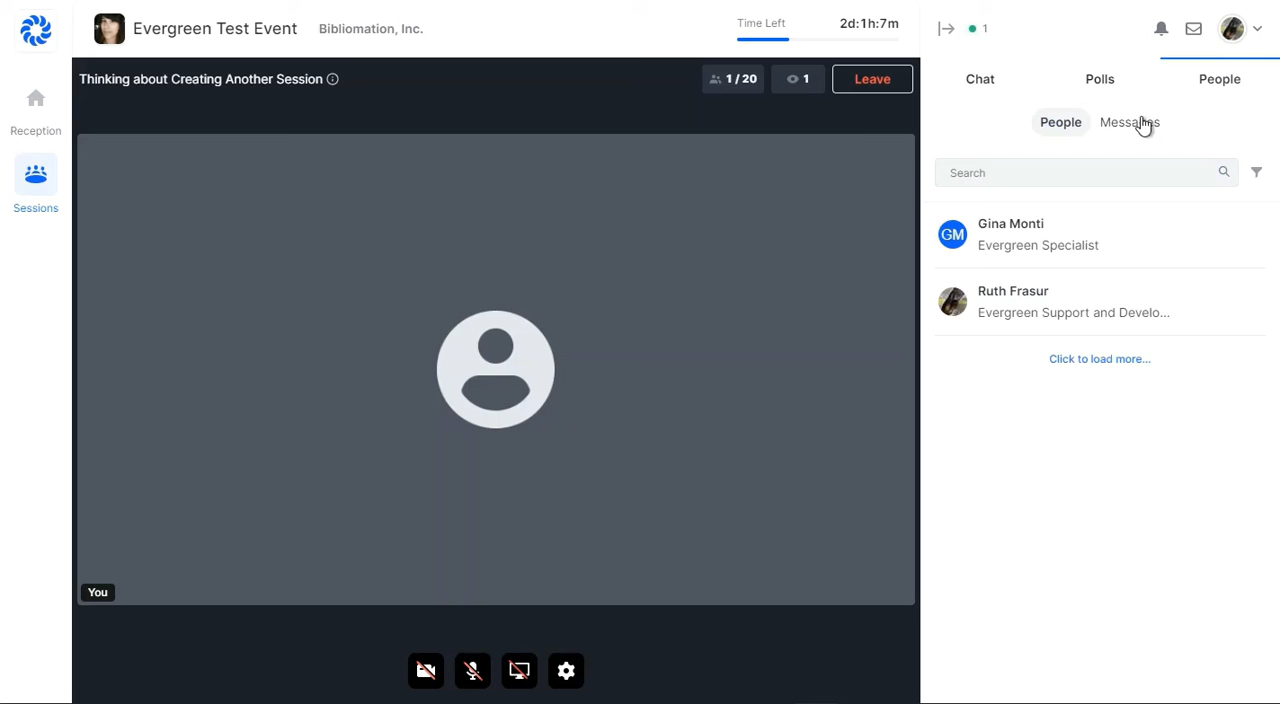 Evergreen Test Event
Bibliomation, Inc.
Time Left
2d:1h:7m
1
Reception
Sessions
Thinking about Creating Another Session
1 / 20
1
Leave
You
Chat
Polls
People
People
Messages
Search
GM
Gina Monti
Evergreen Specialist
Ruth Frasur
Evergreen Support and Develo...
Click to load more...